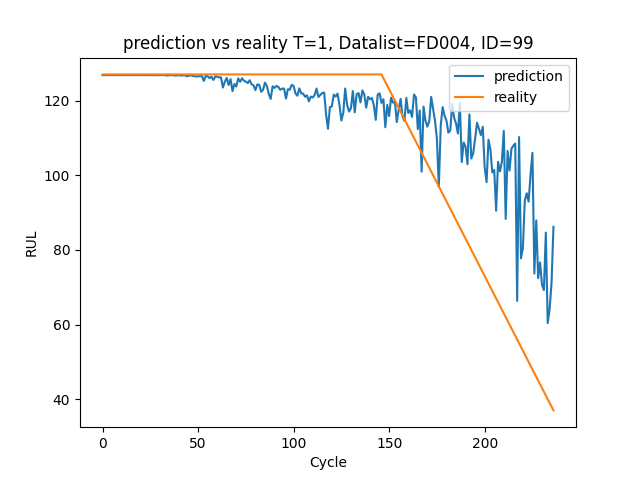 prediction vs reality T=1, Datalist=FD004, ID=99
prediction
reality
RUL
120
100
80
60
40
0
50
100
150
200
Cycle